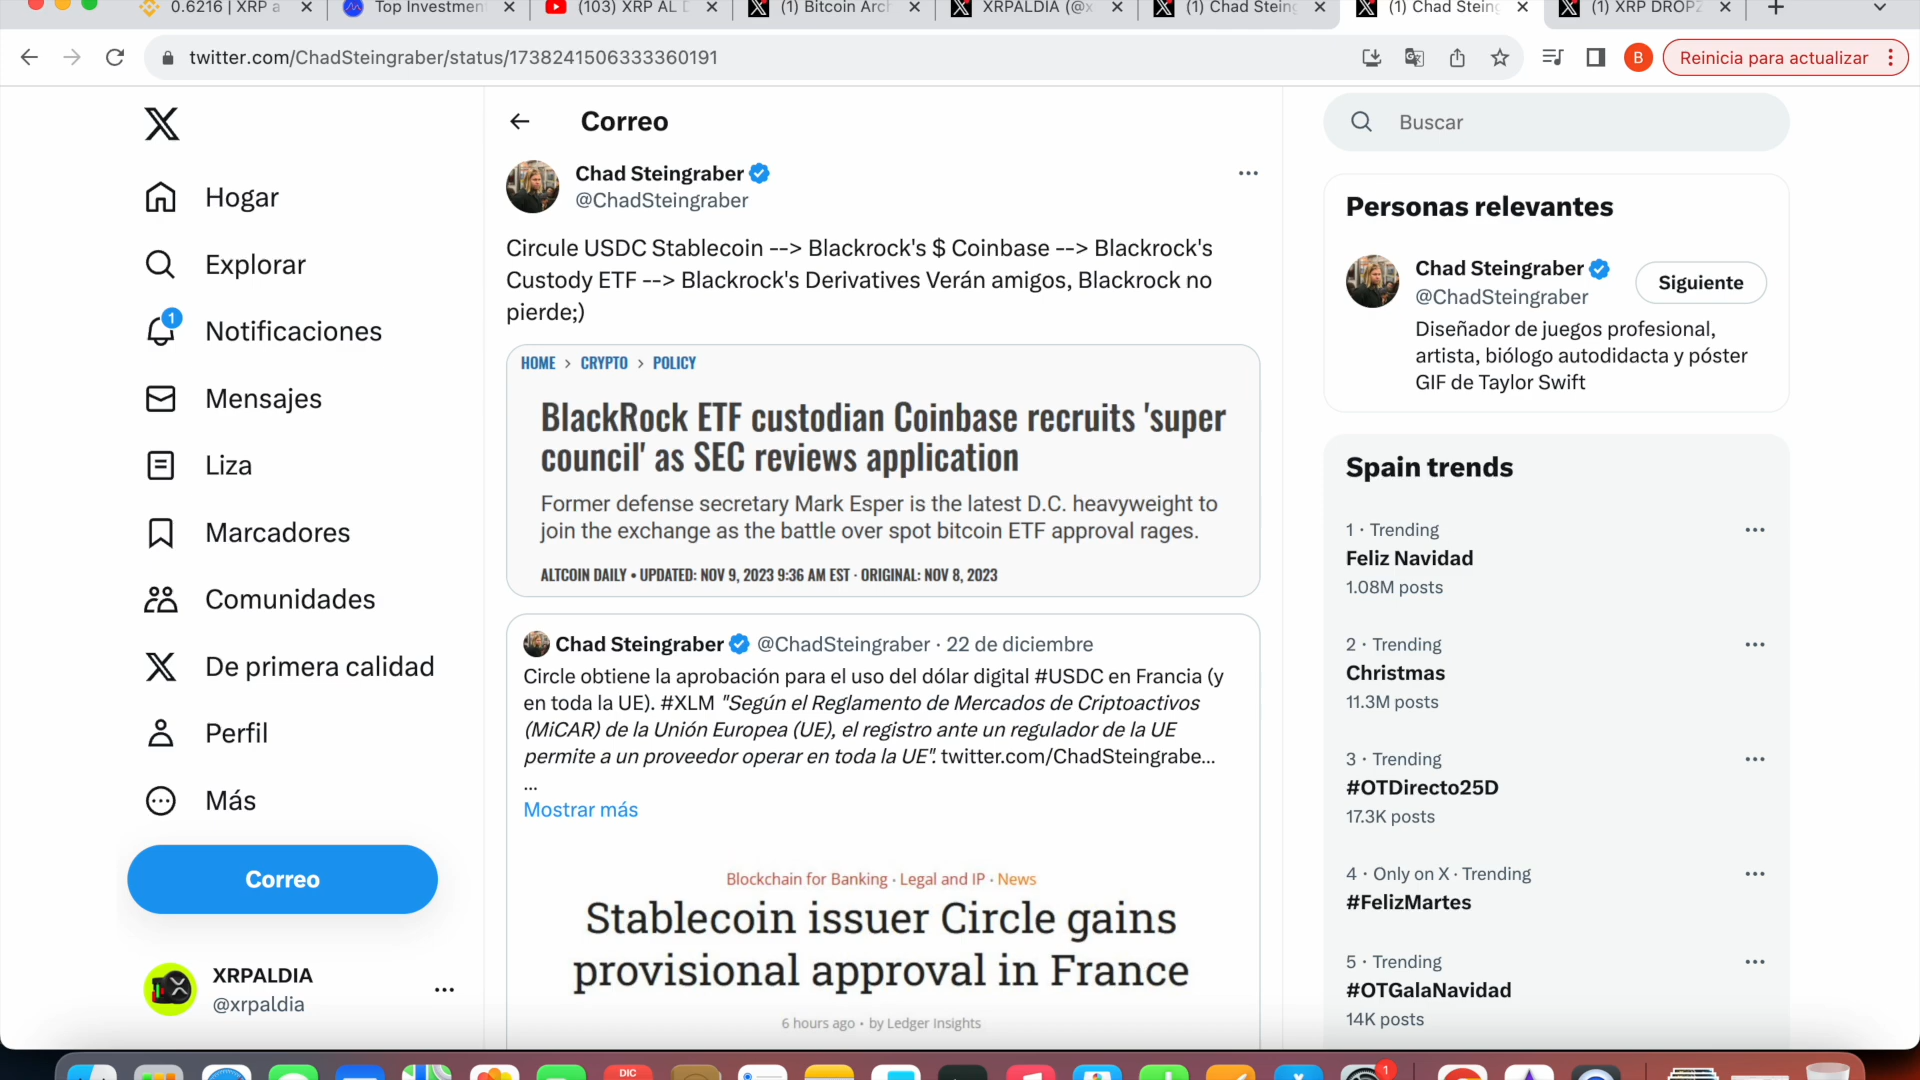 0.6216 | XRP a
Top Investmen
(103) XRP AL D
(1) Bitcoin Arch
XRPALDIA (@x
(1) Chad Stein
(1) Chad Stein
(1) XRP DROPZ
twitter.com/ChadSteingraber/status/1738241506333360191
B
Reinicia para actualizar
Hogar
Explorar
1
Notificaciones
Mensajes
Liza
Marcadores
Comunidades
De primera calidad
Perfil
Más
Correo
XRPALDIA
@xrpaldia
Correo
Chad Steingraber
@ChadSteingraber
Circule USDC Stablecoin --> Blackrock's $ Coinbase --> Blackrock's
Custody ETF --> Blackrock's Derivatives Verán amigos, Blackrock no
pierde;)
HOME > CRYPTO > POLICY
BlackRock ETF custodian Coinbase recruits 'super
council' as SEC reviews application
Former defense secretary Mark Esper is the latest D.C. heavyweight to
join the exchange as the battle over spot bitcoin ETF approval rages.
ALTCOIN DAILY • UPDATED: NOV 9, 2023 9:36 AM EST · ORIGINAL: NOV 8, 2023
Chad Steingraber @ChadSteingraber · 22 de diciembre
Circle obtiene la aprobación para el uso del dólar digital #USDC en Francia (y
en toda la UE). #XLM "Según el Reglamento de Mercados de Criptoactivos
(MiCAR) de la Unión Europea (UE), el registro ante un regulador de la UE
permite a un proveedor operar en toda la UE". twitter.com/ChadSteingrabe...
...
Mostrar más
Blockchain for Banking · Legal and IP · News
Stablecoin issuer Circle gains
provisional approval in France
6 hours ago • by Ledger Insights
Buscar
Personas relevantes
Chad Steingraber
@ChadSteingraber
Siguiente
Diseñador de juegos profesional,
artista, biólogo autodidacta y póster
GIF de Taylor Swift
Spain trends
1 · Trending
Feliz Navidad
1.08M posts
2 · Trending
Christmas
11.3M posts
3 · Trending
#OTDirecto25D
17.3K posts
4 · Only on X · Trending
#FelizMartes
5 · Trending
#OTGalaNavidad
14K posts
DIC
1